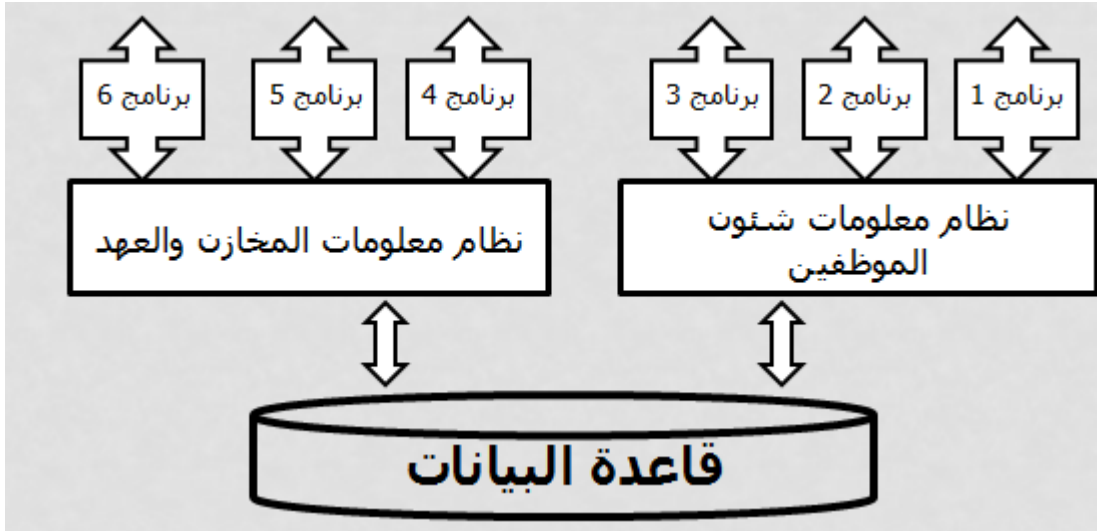 برنامج 1
برنامج 2
برنامج 3
برنامج 4
برنامج 5
برنامج 6
نظام معلومات شئون
الموظفين
نظام معلومات المخازن والعهد
قاعدة البيانات